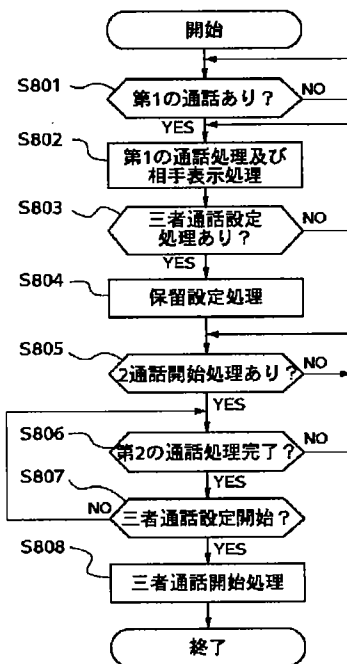 開始
S801
第1の通話あり?
NO
YES
S802
第1の通話処理及び
相手表示処理
S803
三者通話設定
処理あり?
NO
YES
S804
保留設定処理
S805
2通話開始処理あり?
NO
YES
S806
第2の通話処理完了?
NO
YES
S807
三者通話設定開始?
NO
YES
S808
三者通話開始処理
終了